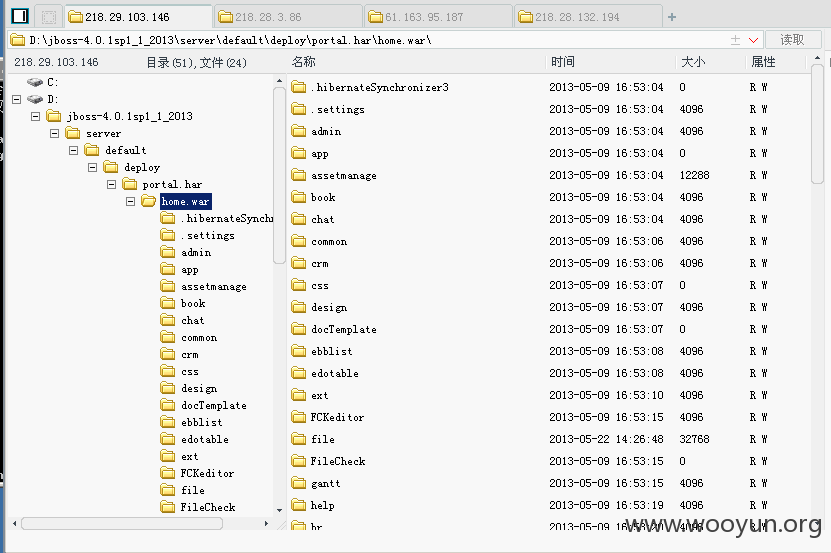 218.29.103.146 218.28.3.86 61.163.95.187 218.28.132.194
D:\jboss-4.0.1sp1_1_2013\server\default\deploy\portal.har\home.war\ 读取
218.29.103.146 目录(51),文件(24)
C:
D:
jboss-4.0.1sp1_1_2013
server
default
deploy
portal.har
home.war
.hibernateSynchr
.settings
admin
app
assetmanage
book
chat
common
crm
css
design
docTemplate
ebblist
edotable
ext
FCKeditor
file
FileCheck
名称 时间 大小 属性
.hibernateSynchronizer3 2013-05-09 16:53:04 0 R W
.settings 2013-05-09 16:53:04 4096 R W
admin 2013-05-09 16:53:04 4096 R W
app 2013-05-09 16:53:04 0 R W
assetmanage 2013-05-09 16:53:04 12288 R W
book 2013-05-09 16:53:04 4096 R W
chat 2013-05-09 16:53:04 4096 R W
common 2013-05-09 16:53:06 4096 R W
crm 2013-05-09 16:53:06 4096 R W
css 2013-05-09 16:53:07 0 R W
design 2013-05-09 16:53:07 4096 R W
docTemplate 2013-05-09 16:53:07 0 R W
ebblist 2013-05-09 16:53:08 4096 R W
edotable 2013-05-09 16:53:08 4096 R W
ext 2013-05-09 16:53:10 4096 R W
FCKeditor 2013-05-09 16:53:15 4096 R W
file 2013-05-22 14:26:48 32768 R W
FileCheck 2013-05-09 16:53:15 0 R W
gantt 2013-05-09 16:53:15 4096 R W
help 2013-05-09 16:53:19 4096 R W
hr 2013-05-09 16:53:20 4096 R W
www.wooyun.org